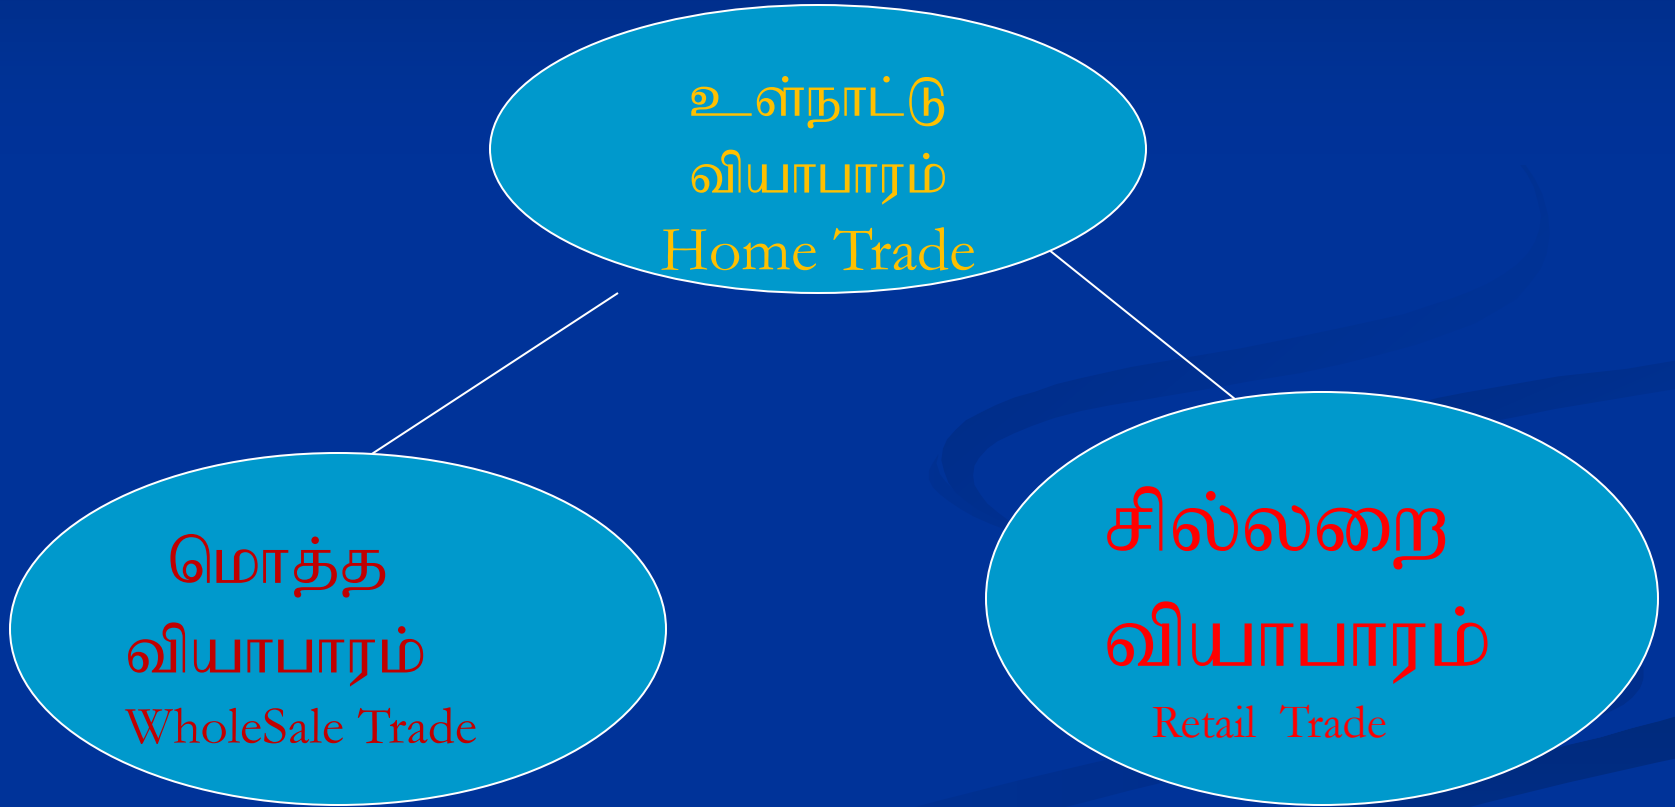 உள்நாட்டு
வியாபாரம்
Home Trade
மொத்த
வியாபாரம்
WholeSale Trade
சில்லறை
வியாபாரம்
Retail Trade